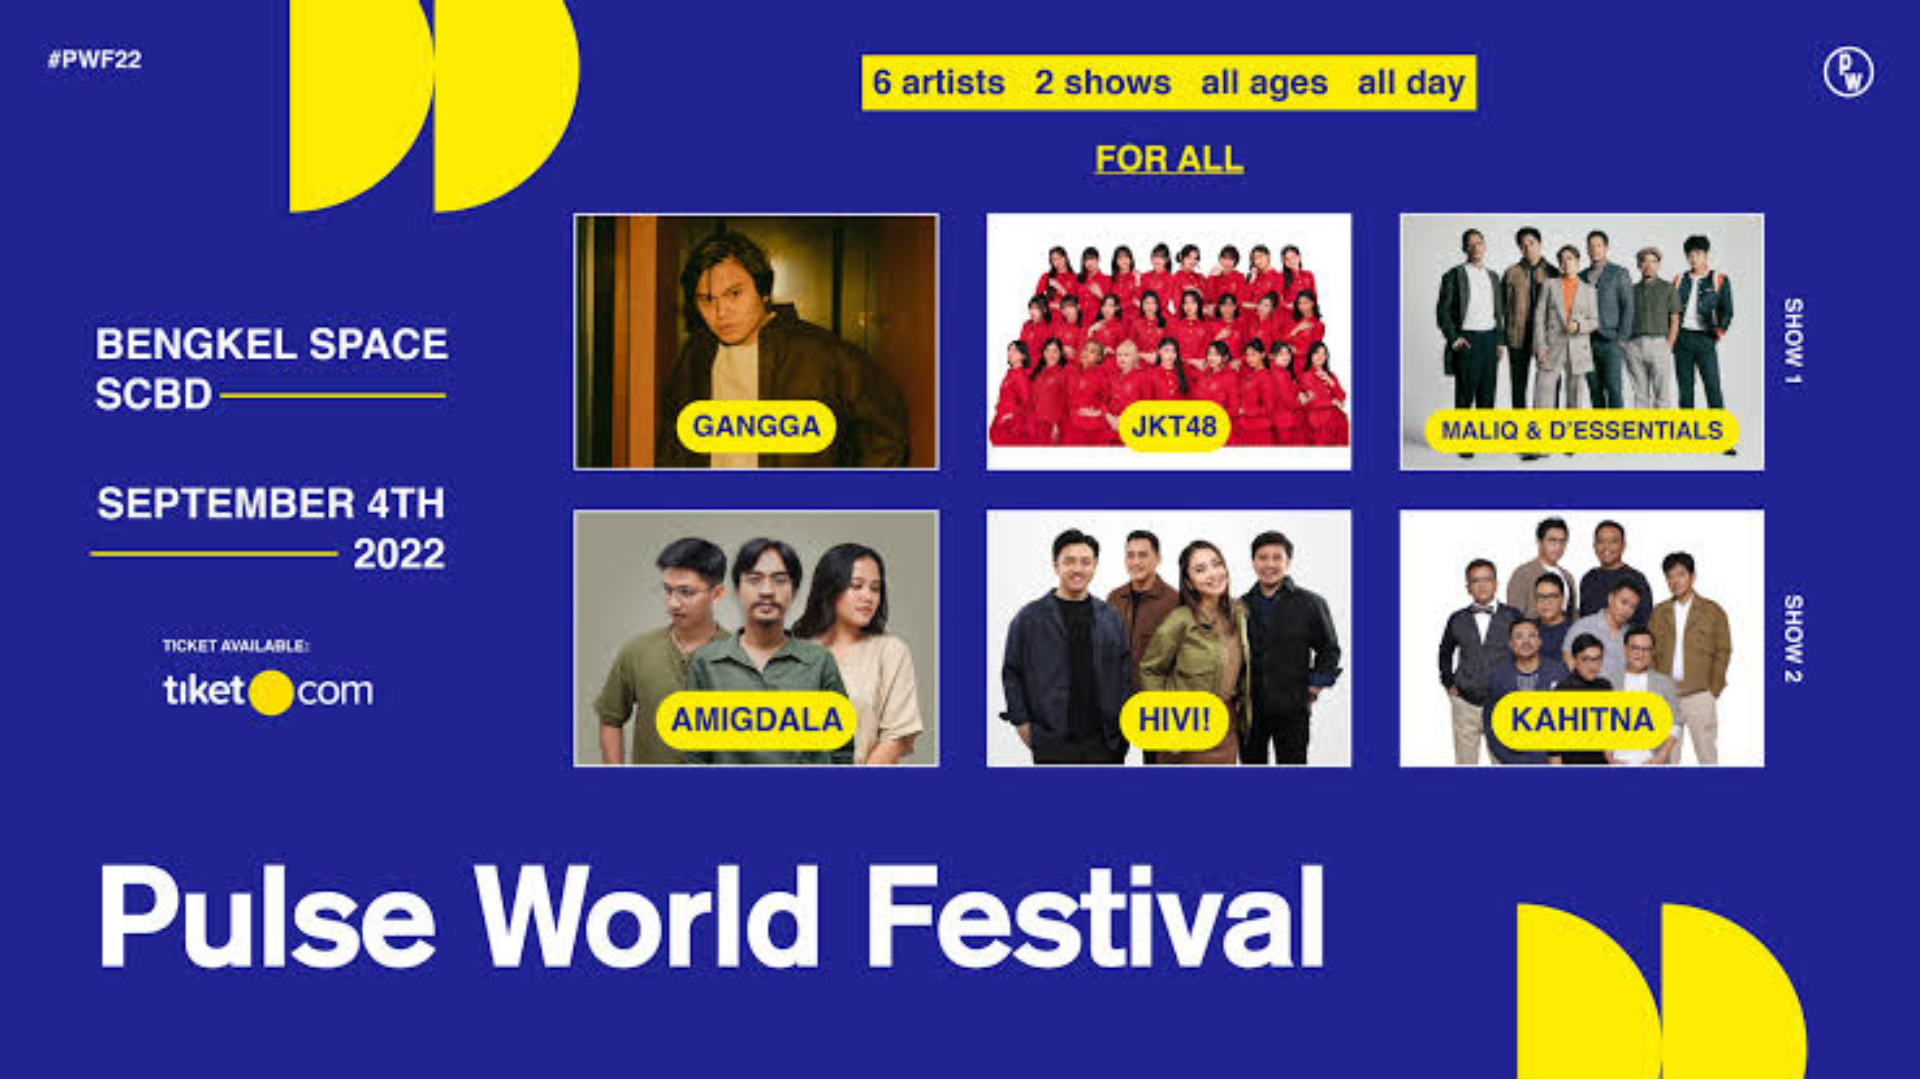 #PWF22
6 artists 2 shows all ages all day
PW
FOR ALL
BENGKEL SPACE
SCBD
SEPTEMBER 4TH
2022
TICKET AVAILABLE:
tiket com
GANGGA
JKT48
MALIQ & D'ESSENTIALS
SHOW 1
AMIGDALA
HIVI!
KAHITNA
SHOW 2
Pulse World Festival